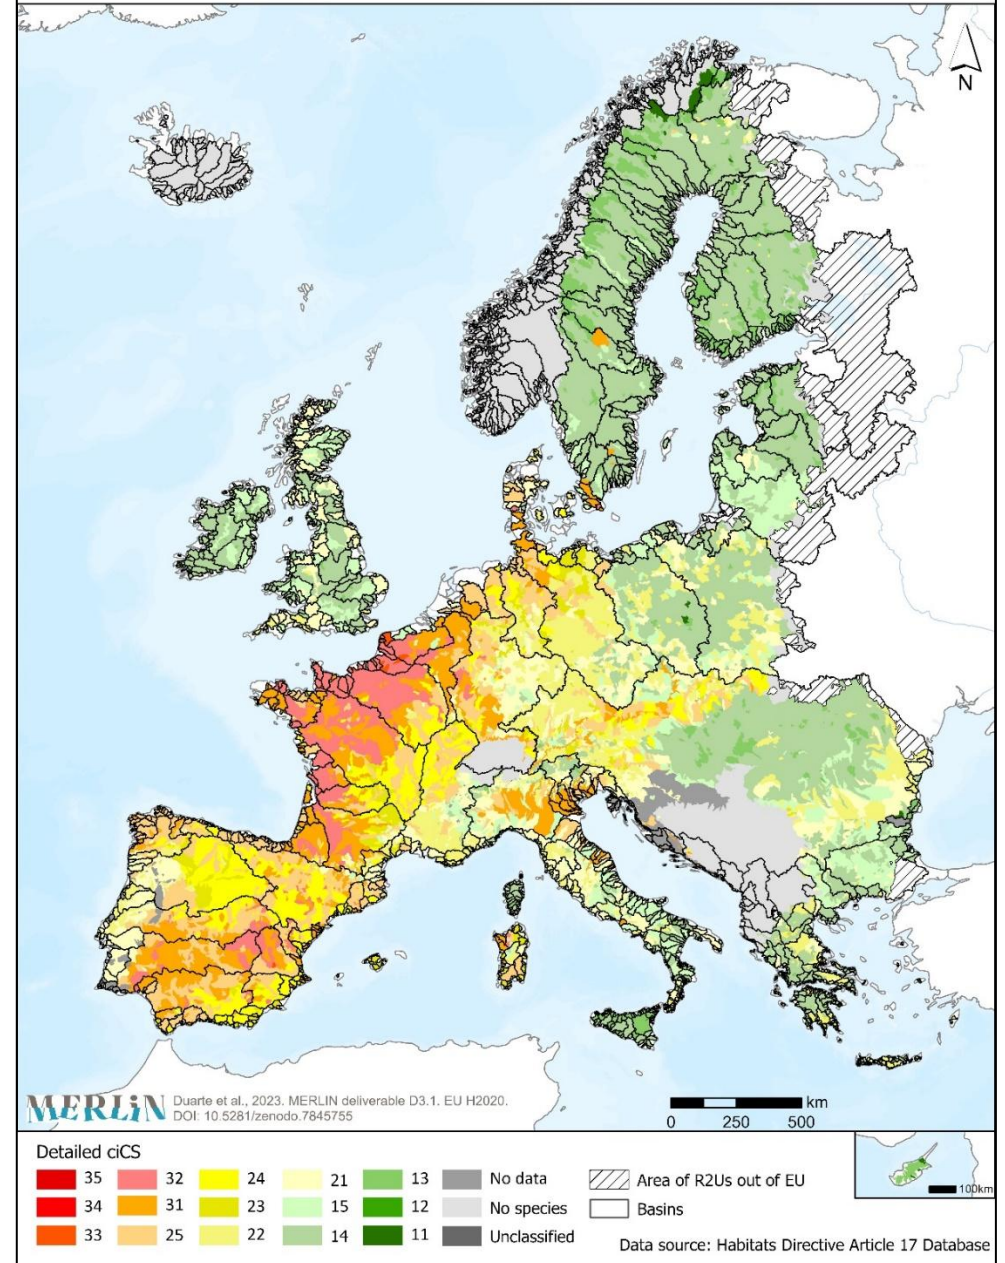 N
MERLIN
Duarte et al., 2023. MERLIN deliverable D3.1. EU H2020.
DOI: 10.5281/zenodo.7845755
km
0 250 500
Detailed ciCS
35 32 24 21 13 No data Area of R2Us out of EU
34 31 23 15 12 No species Basins
33 25 22 14 11 Unclassified
100km
Data source: Habitats Directive Article 17 Database